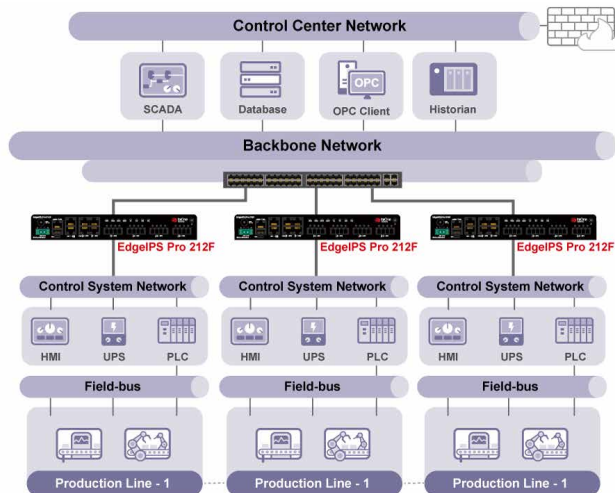 Control Center Network
SCADA
Database
OPC
OPC Client
Historian
Backbone Network
EdgeIPS Pro 212F
EdgeIPS Pro 212F
EdgeIPS Pro 212F
Control System Network
Control System Network
Control System Network
HMI
UPS
PLC
HMI
UPS
PLC
HMI
UPS
PLC
Field-bus
Field-bus
Field-bus
Production Line - 1
Production Line - 1
Production Line - 1